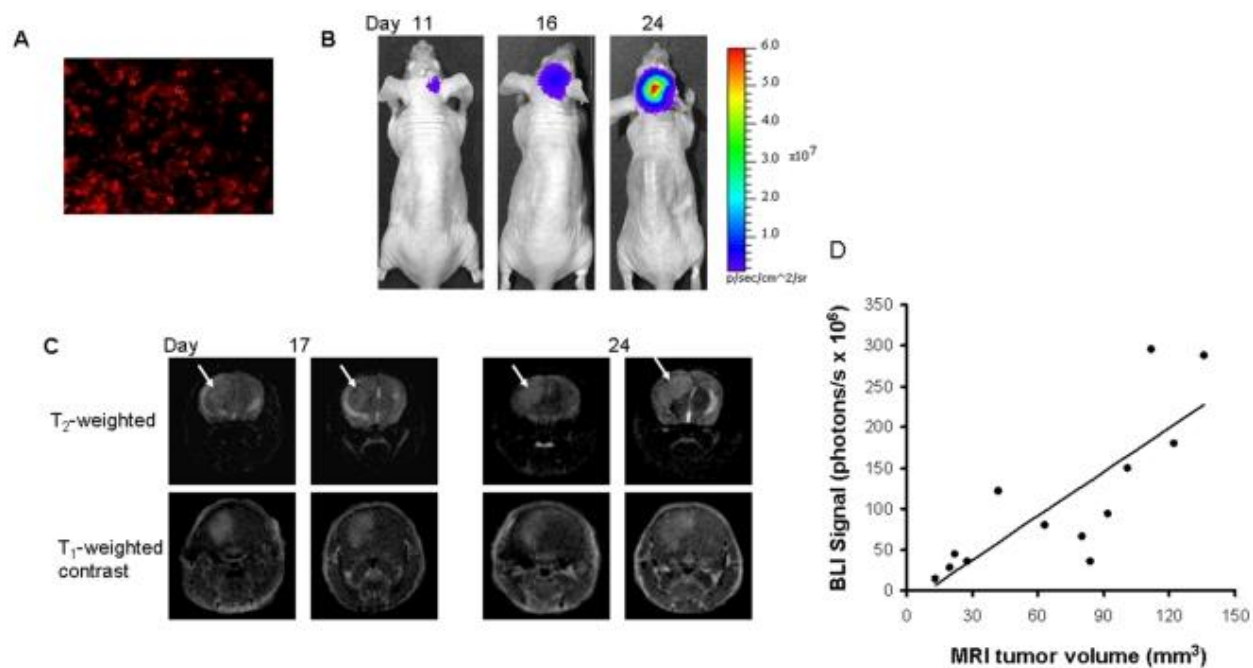 A
B
Day 11 16 24
6.0
5.0
4.0
3.0
x10^7
2.0
1.0
p/sec/cm^2/sr
C
Day 17 24
T2-weighted
T1-weighted
contrast
D
BLI Signal (photons/s x 10^6)
350
300
250
200
150
100
50
0
0 30 60 90 120 150
MRI tumor volume (mm³)